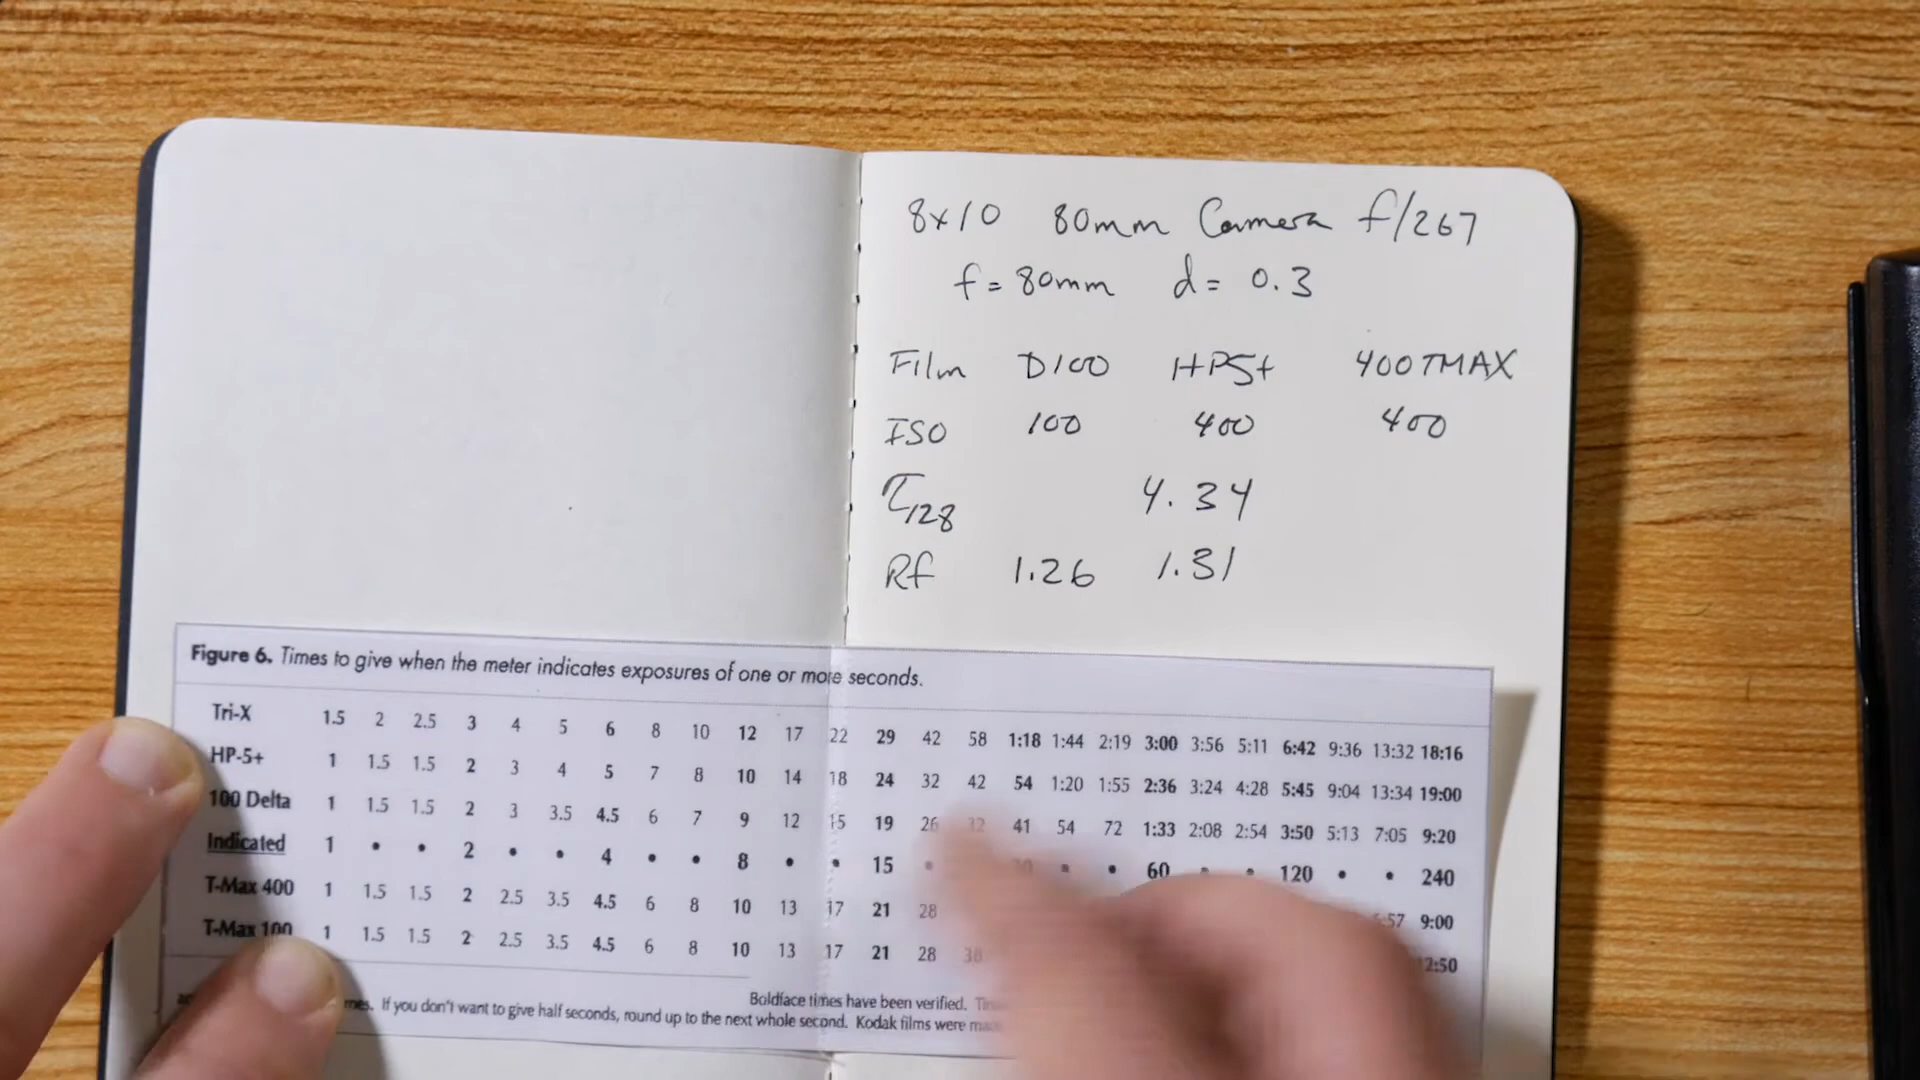 8x10 80mm Camera f/267
f = 80mm d = 0.3
Film D100 HP5+ 400TMAX
ISO 100 400 400
T128 4.34
Rf 1.26 1.31
Figure 6. Times to give when the meter indicates exposures of one or more seconds.
Tri-X 1.5 2 2.5 3 4 5 6 8 10 12 17 22 29 42 58 1:18 1:44 2:19 3:00 3:56 5:11 6:42 9:36 13:32 18:16
HP-5+ 1 1.5 1.5 2 3 4 5 7 8 10 14 18 24 32 42 54 1:20 1:55 2:36 3:24 4:28 5:45 9:04 13:34 19:00
100 Delta 1 1.5 1.5 2 3 3.5 4.5 6 7 9 12 15 19 26 32 41 54 72 1:33 2:08 2:54 3:50 5:13 7:05 9:20
Indicated 1 • • 2 • • 4 • • 8 • • 15 • • • 60 • • 120 • • 240
T-Max 400 1 1.5 1.5 2 2.5 3.5 4.5 6 8 10 13 17 21 28 9:00
T-Max 100 1 1.5 1.5 2 2.5 3.5 4.5 6 8 10 13 17 21 28 38
Boldface times have been verified.
If you don't want to give half seconds, round up to the next whole second. Kodak films were